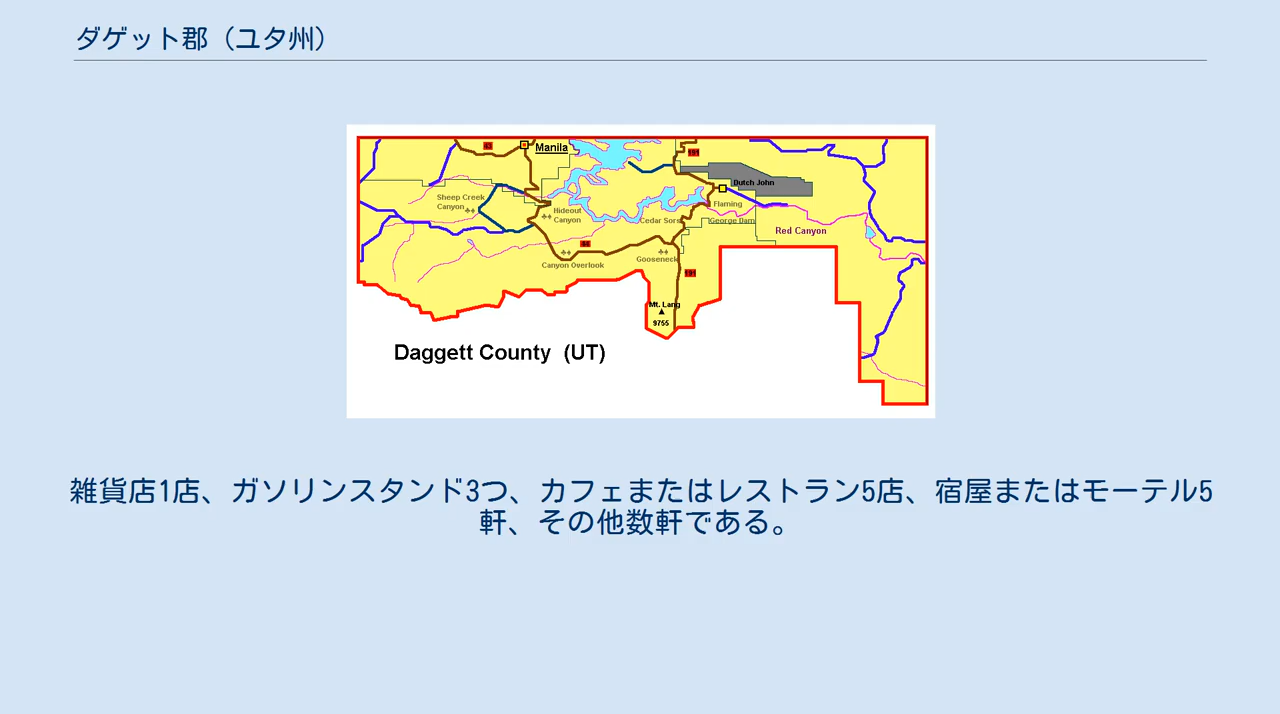 ダゲット郡（ユタ州）
43
Manila
191
Dutch John
Sheep Creek
Canyon
Flaming
Hideout
Canyon
Cedar
George Dam
Red Canyon
44
Gooseneck
Canyon Overlook
191
Mt. Lang
9755
Daggett County (UT)
雑貨店1店、ガソリンスタンド3つ、カフェまたはレストラン5店、宿屋またはモーテル5
軒、その他数軒である。